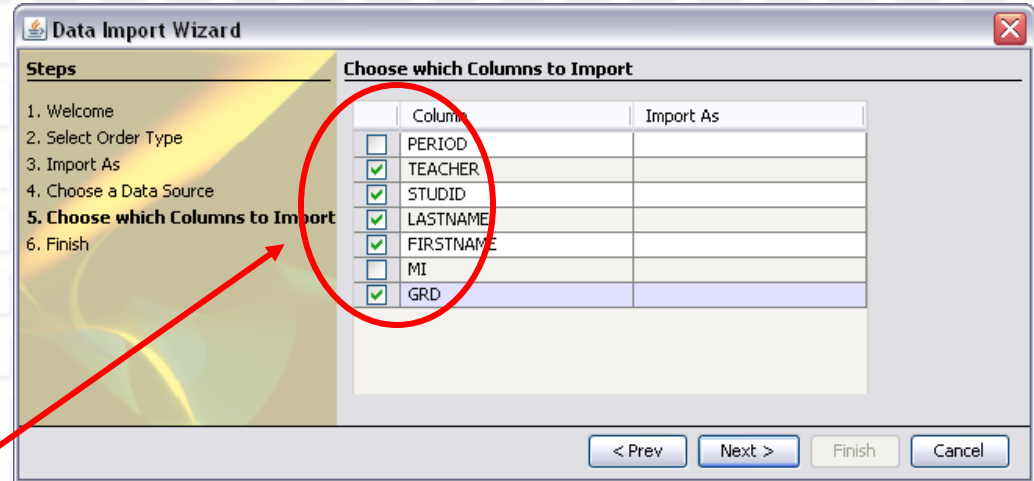 Data Import Wizard
Steps
1. Welcome
2. Select Order Type
3. Import As
4. Choose a Data Source
5. Choose which Columns to Import
6. Finish
Choose which Columns to Import
Column Import As
PERIOD
TEACHER
STUDID
LASTNAME
FIRSTNAME
MI
GRD
< Prev Next > Finish Cancel